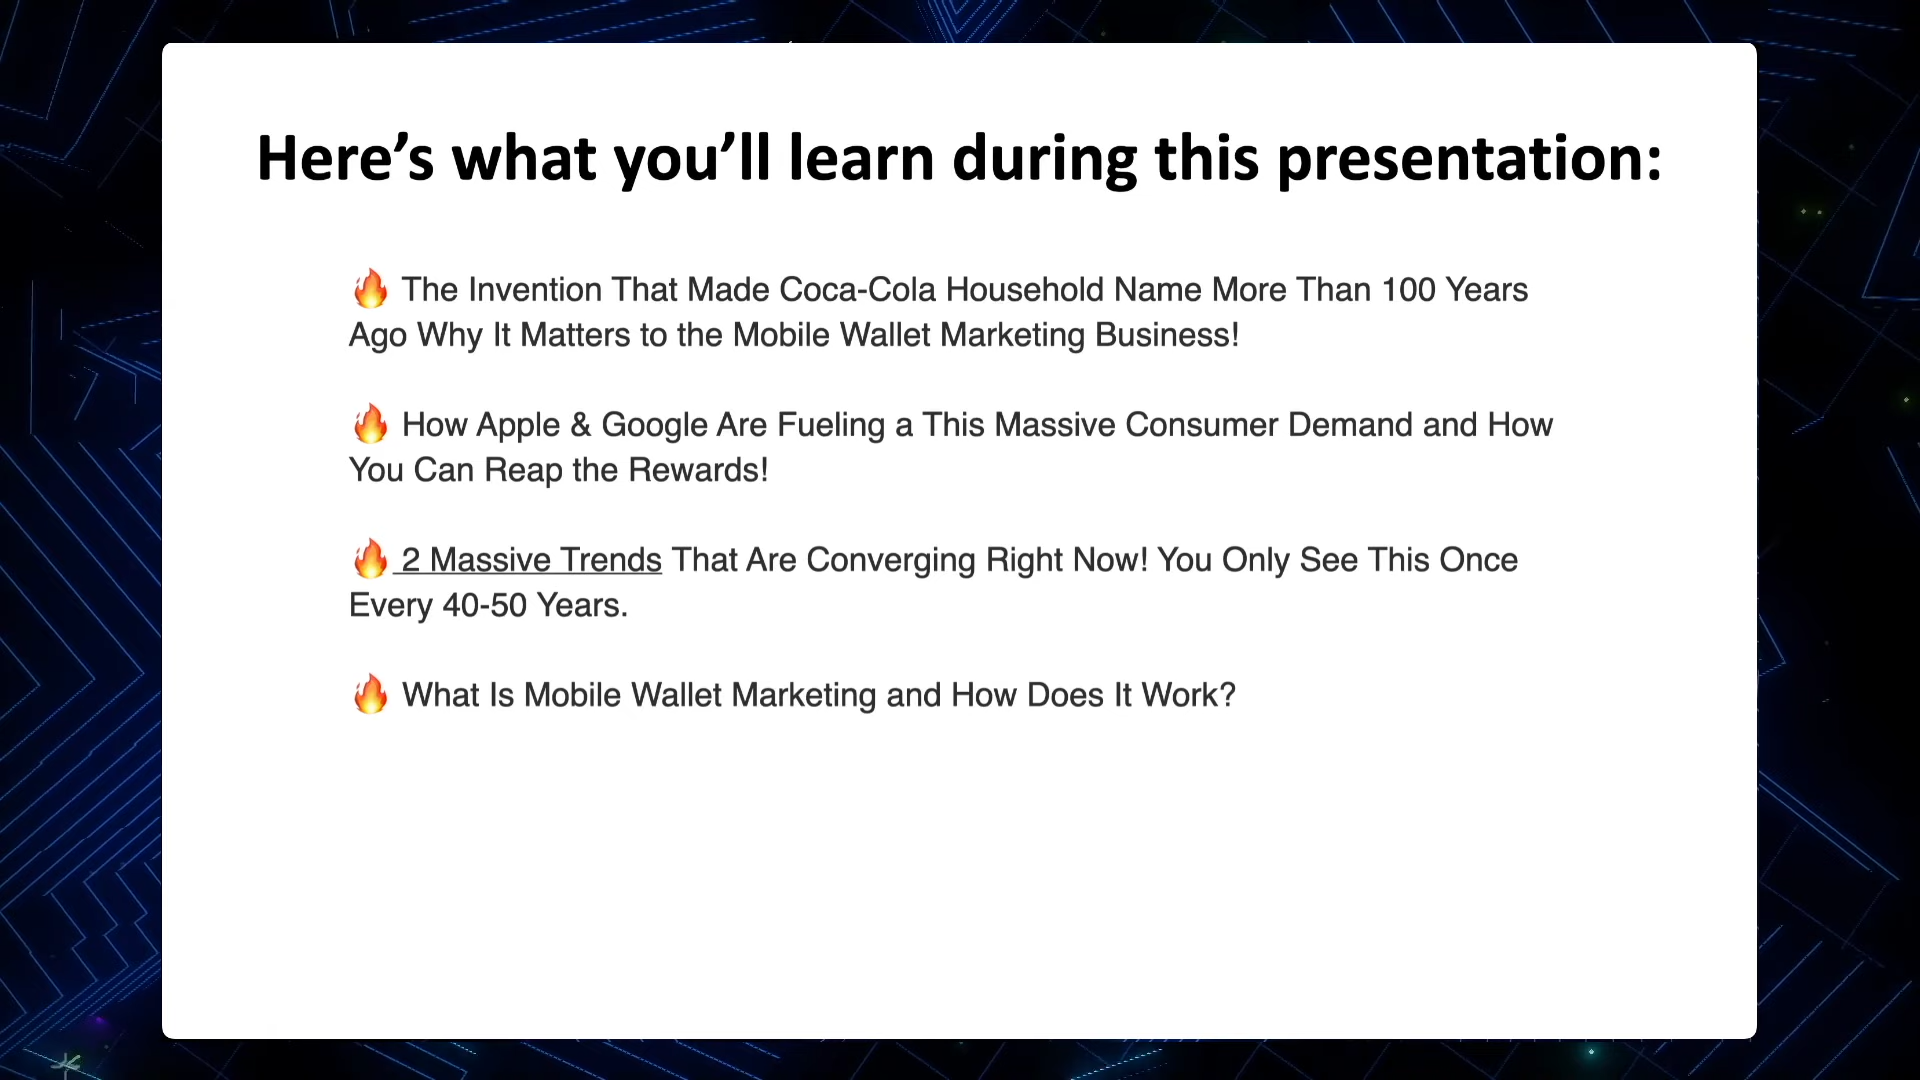 Here’s what you’ll learn during this presentation:
🔥 The Invention That Made Coca-Cola Household Name More Than 100 Years
Ago Why It Matters to the Mobile Wallet Marketing Business!
🔥 How Apple & Google Are Fueling a This Massive Consumer Demand and How
You Can Reap the Rewards!
🔥 2 Massive Trends That Are Converging Right Now! You Only See This Once
Every 40-50 Years.
🔥 What Is Mobile Wallet Marketing and How Does It Work?